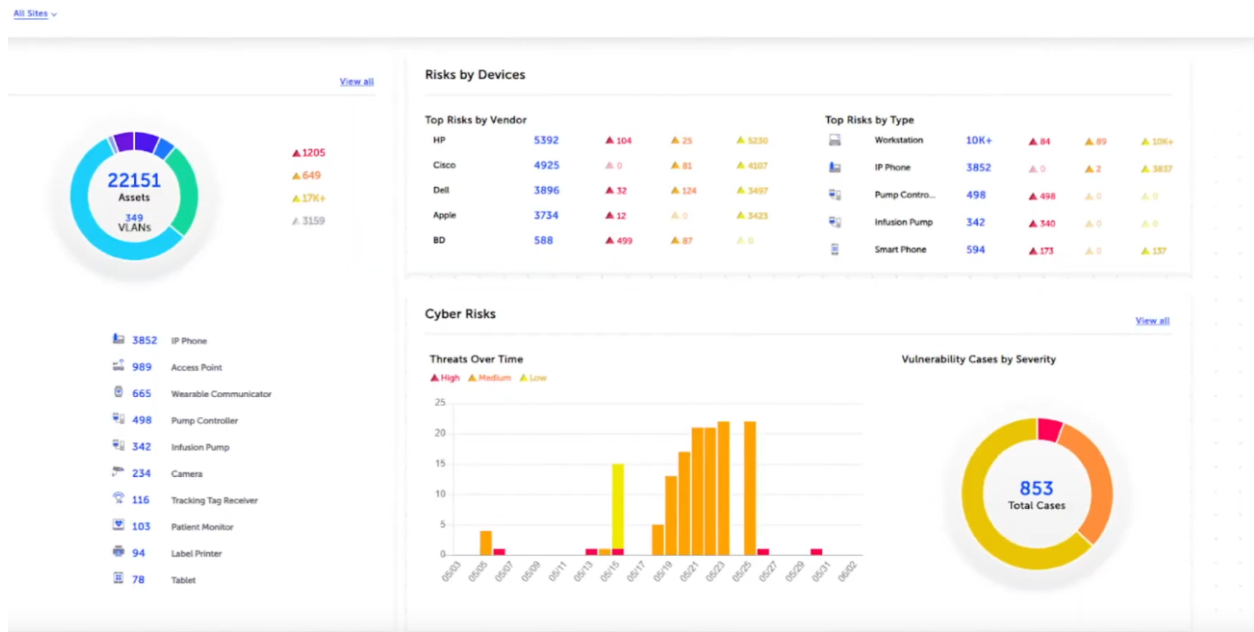 All Sites
View all
22151
Assets
349
VLANs
1205
649
17K+
3159
3852 IP Phone
989 Access Point
665 Wearable Communicator
498 Pump Controller
342 Infusion Pump
234 Camera
116 Tracking Tag Receiver
103 Patient Monitor
94 Label Printer
78 Tablet
Risks by Devices
Top Risks by Vendor
HP 5392 104 25 5230
Cisco 4925 0 81 4107
Dell 3896 32 124 3497
Apple 3734 12 0 3423
BD 588 499 87 0
Top Risks by Type
Workstation 10K+ 84 89 10K+
IP Phone 3852 0 2 3837
Pump Contro... 498 498 0 0
Infusion Pump 342 340 0 0
Smart Phone 594 173 0 137
Cyber Risks
View all
Threats Over Time
High Medium Low
25
20
15
10
5
0
05/03 05/05 05/07 05/09 05/11 05/13 05/15 05/17 05/19 05/21 05/23 05/25 05/27 05/29 05/31 06/02
Vulnerability Cases by Severity
853
Total Cases